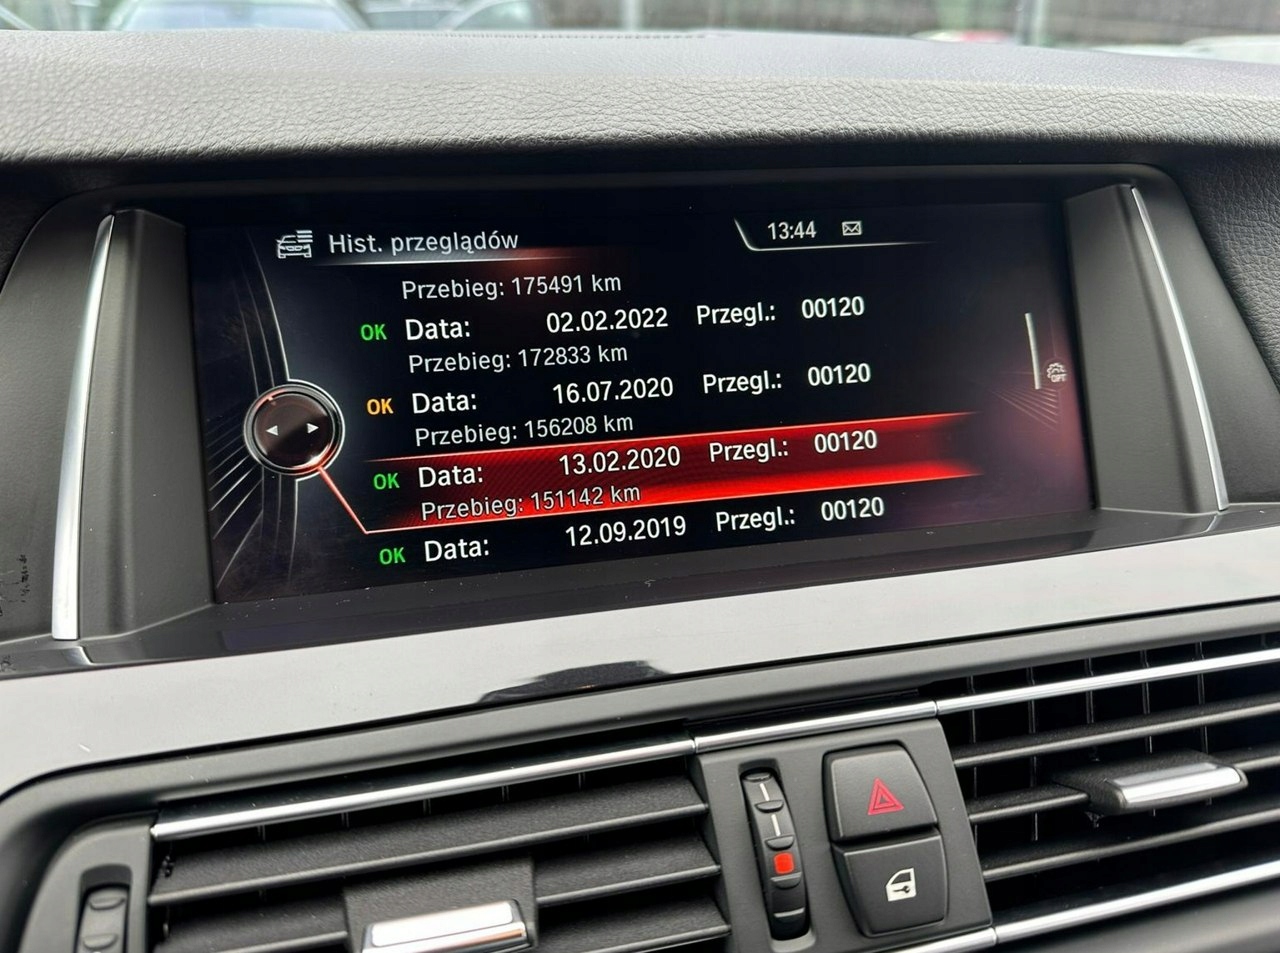 Hist. przeglądów 13:44
Przebieg: 175491 km
OK Data: 02.02.2022 Przegl.: 00120
Przebieg: 172833 km
OK Data: 16.07.2020 Przegl.: 00120
Przebieg: 156208 km
OK Data: 13.02.2020 Przegl.: 00120
Przebieg: 151142 km
OK Data: 12.09.2019 Przegl.: 00120
OPT